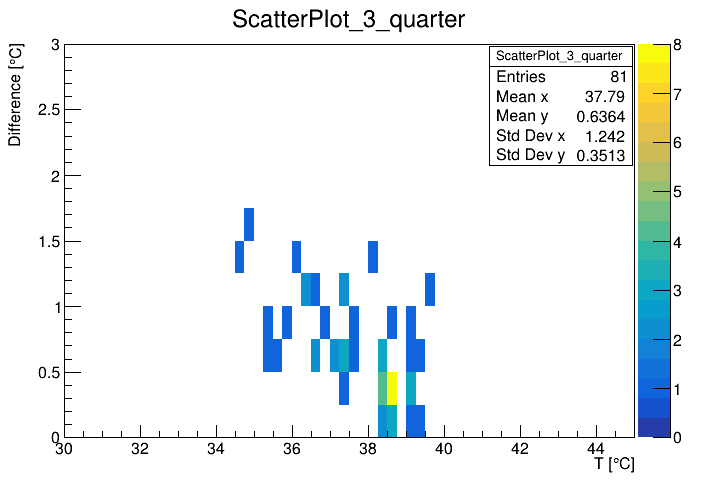 ScatterPlot_3_quarter
Difference [°C]
3
2.5
2
1.5
1
0.5
0
30 32 34 36 38 40 42 44
T [°C]
ScatterPlot_3_quarter
Entries 81
Mean x 37.79
Mean y 0.6364
Std Dev x 1.242
Std Dev y 0.3513
8
7
6
5
4
3
2
1
0